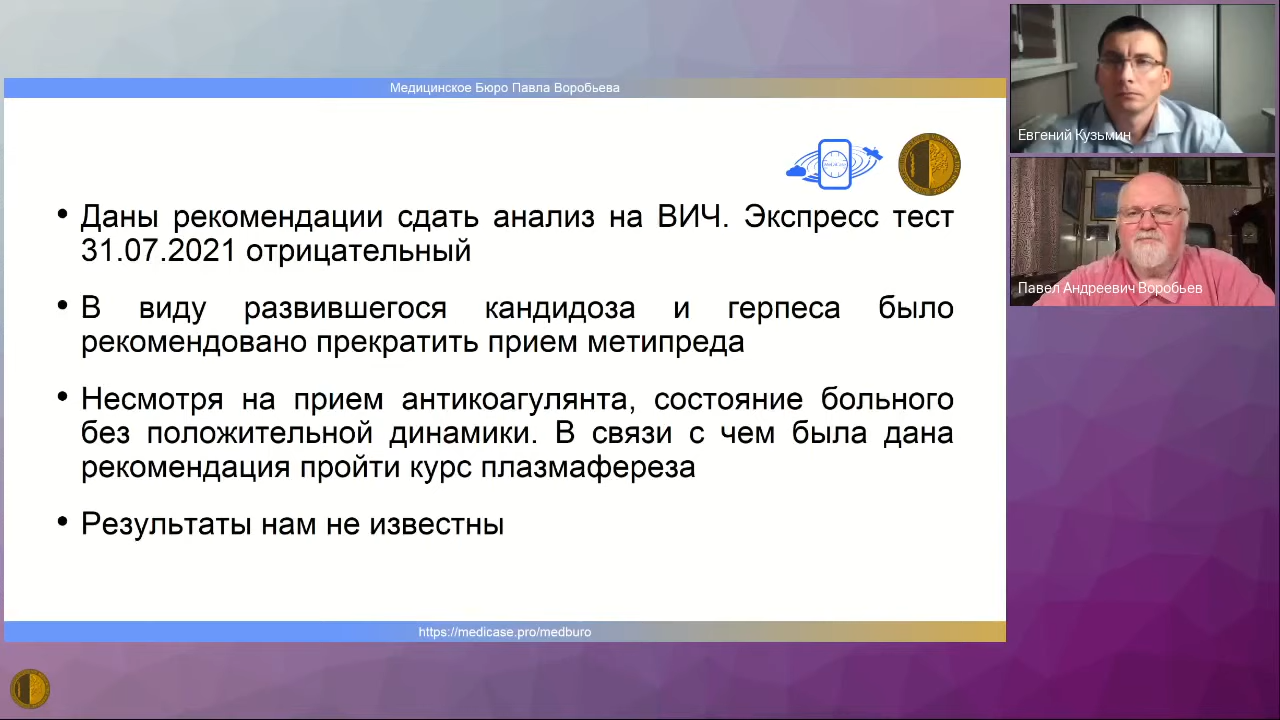 Медицинское Бюро Павла Воробьева
• Даны рекомендации сдать анализ на ВИЧ. Экспресс тест
31.07.2021 отрицательный
• В виду развившегося кандидоза и герпеса было
рекомендовано прекратить прием метипреда
• Несмотря на прием антикоагулянта, состояние больного
без положительной динамики. В связи с чем была дана
рекомендация пройти курс плазмафереза
• Результаты нам не известны
https://medicase.pro/medburo
Евгений Кузьмин
Павел Андреевич Воробьев